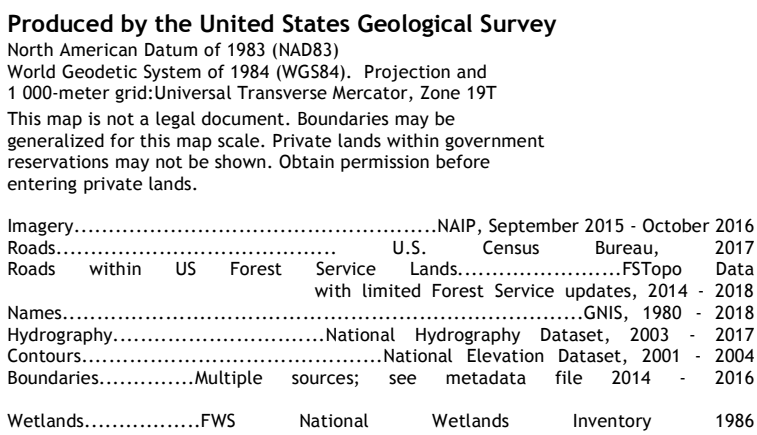 Produced by the United States Geological Survey
North American Datum of 1983 (NAD83)
World Geodetic System of 1984 (WGS84).  Projection and
1 000-meter grid:Universal Transverse Mercator, Zone 19T
This map is not a legal document. Boundaries may be
generalized for this map scale. Private lands within government
reservations may not be shown. Obtain permission before
entering private lands.
Imagery.....................................................NAIP, September 2015 - October 2016
Roads......................................... U.S. Census Bureau, 2017
Roads within US Forest Service Lands........................FSTopo Data
with limited Forest Service updates, 2014 - 2018
Names............................................................................GNIS, 1980 - 2018
Hydrography...............................National Hydrography Dataset, 2003 - 2017
Contours............................................National Elevation Dataset, 2001 - 2004
Boundaries..............Multiple sources; see metadata file 2014 - 2016
Wetlands.................FWS National Wetlands Inventory 1986